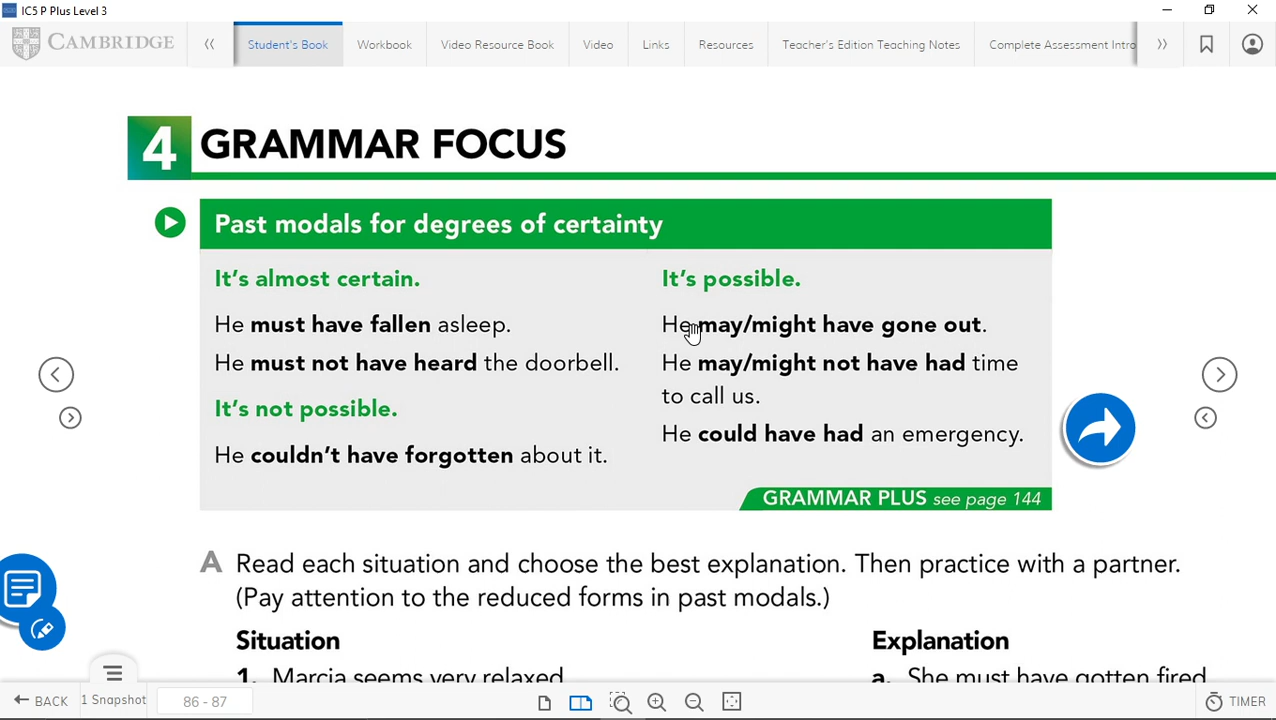 IC5 P Plus Level 3
CAMBRIDGE
Student's Book
Workbook
Video Resource Book
Video
Links
Resources
Teacher's Edition Teaching Notes
Complete Assessment Intro
4 GRAMMAR FOCUS
Past modals for degrees of certainty
It's almost certain.
He must have fallen asleep.
He must not have heard the doorbell.
It's not possible.
He couldn't have forgotten about it.
It's possible.
He may/might have gone out.
He may/might not have had time
to call us.
He could have had an emergency.
GRAMMAR PLUS see page 144
A Read each situation and choose the best explanation. Then practice with a partner.
(Pay attention to the reduced forms in past modals.)
Situation
1. Marcia seems very relaxed
Explanation
a. She must have gotten fired
BACK
1 Snapshot
86 - 87
TIMER